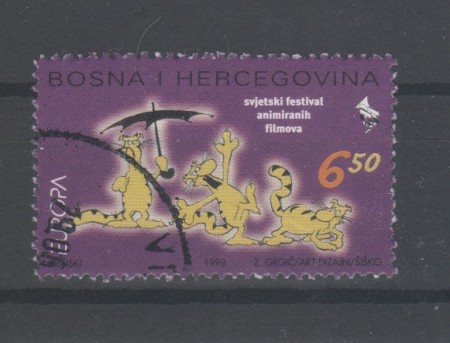 BOSNA I HERCEGOVINA
svjetski festival
animiranih
filmova
6.50
EUROPA
1998
Z. GRGIĆ/ART DIZAJN/ŠIŠKO